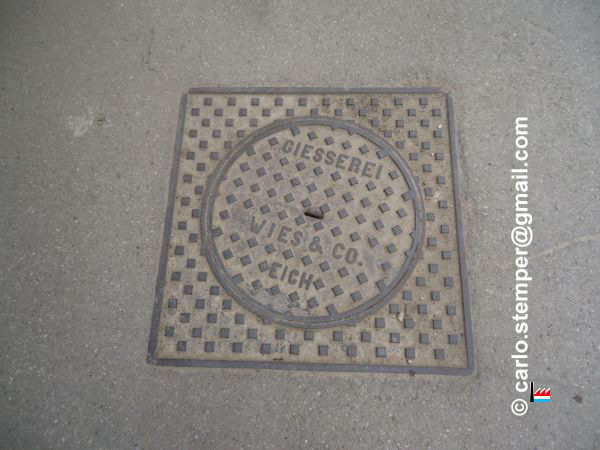 GIESSEREI
WIES & CO.
EICH
© carlo.stemper@gmail.com